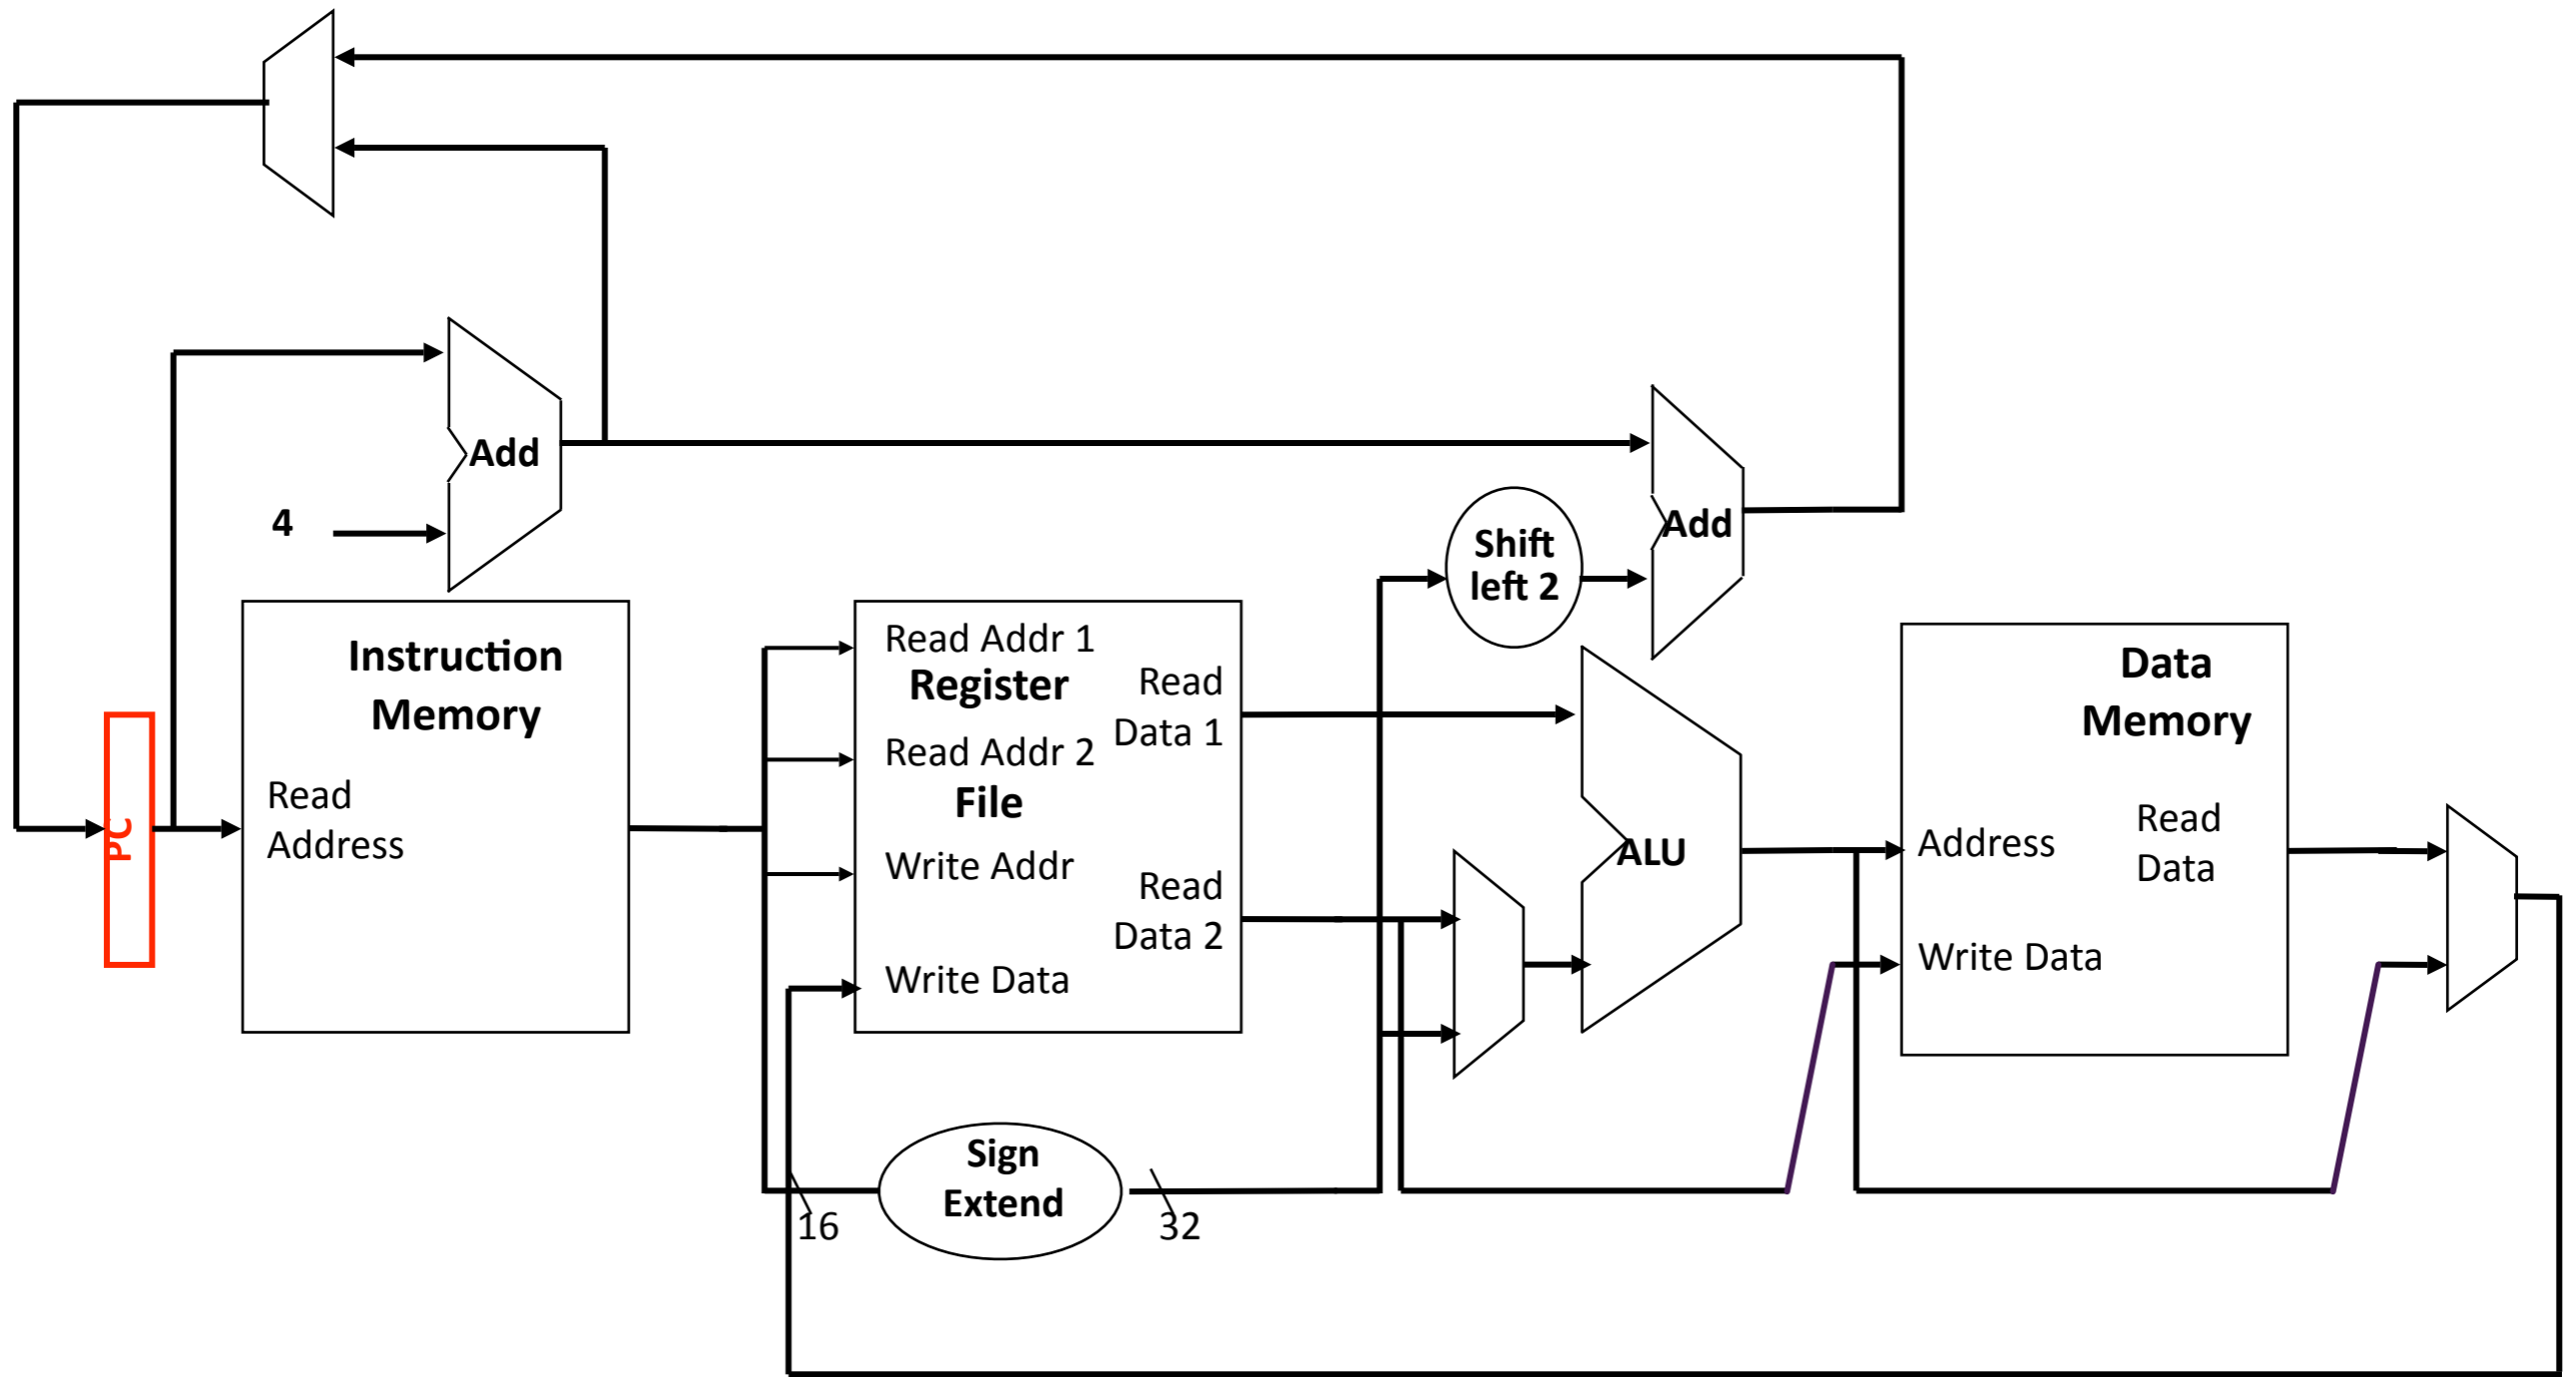 Add
4
Add
Shift
left 2
Instruction
Memory
Read
Address
PC
Read Addr 1
Register
Read
Data 1
Read Addr 2
File
Write Addr
Read
Data 2
Write Data
ALU
Data
Memory
Address
Read
Data
Write Data
Sign
Extend
16
32